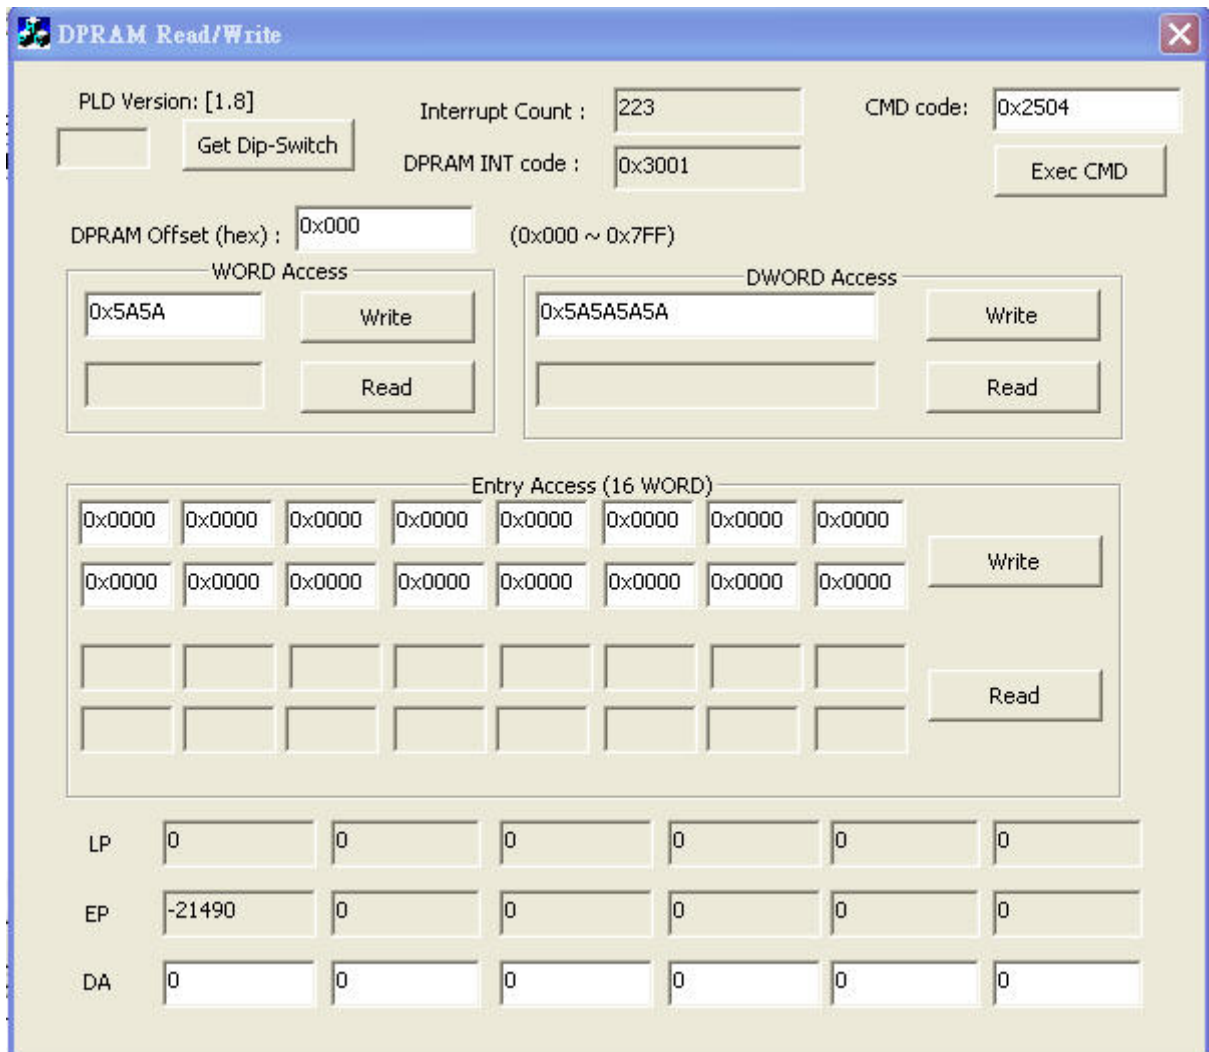 DPRAM Read/Write
PLD Version: [1.8]
Get Dip-Switch
Interrupt Count : 223
DPRAM INT code : 0x3001
CMD code: 0x2504
Exec CMD
DPRAM Offset (hex) : 0x000 (0x000 ~ 0x7FF)
WORD Access
0x5A5A Write
Read
DWORD Access
0x5A5A5A5A Write
Read
Entry Access (16 WORD)
0x0000 0x0000 0x0000 0x0000 0x0000 0x0000 0x0000 0x0000
Write
0x0000 0x0000 0x0000 0x0000 0x0000 0x0000 0x0000 0x0000
Read
LP 0 0 0 0 0 0
EP -21490 0 0 0 0 0
DA 0 0 0 0 0 0